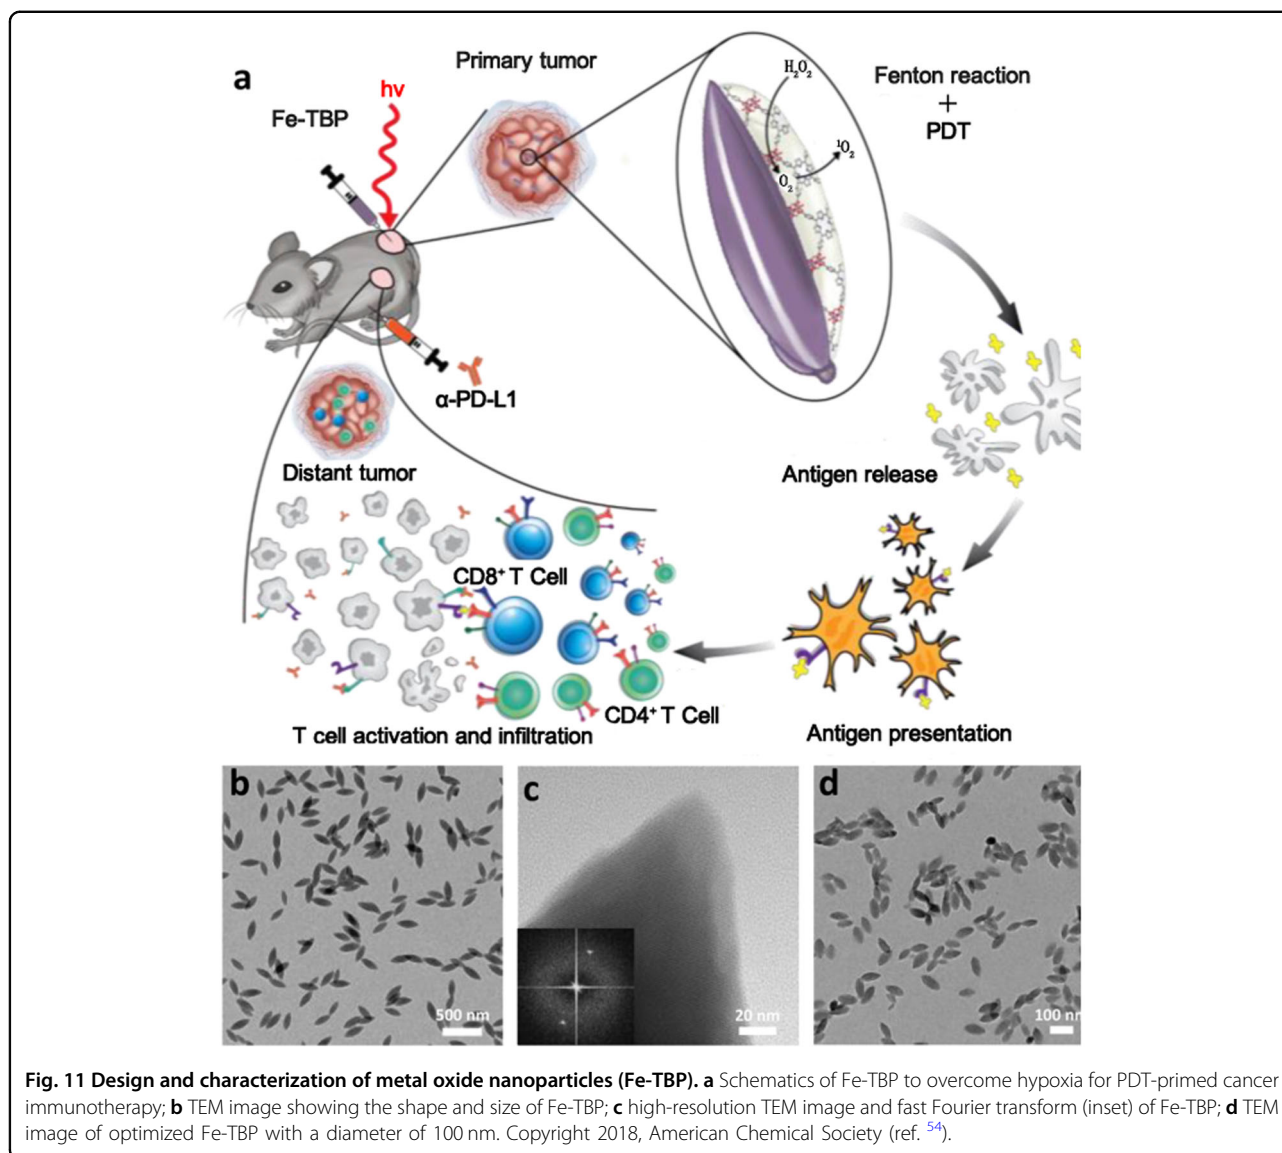 a
Primary tumor
Fenton reaction
+
PDT
hv
Fe-TBP
H₂O₂
O₂
¹O₂
α-PD-L1
Distant tumor
Antigen release
CD8⁺ T Cell
CD4⁺ T Cell
T cell activation and infiltration
Antigen presentation
b
500 nm
c
20 nm
d
100 nm
Fig. 11 Design and characterization of metal oxide nanoparticles (Fe-TBP). a Schematics of Fe-TBP to overcome hypoxia for PDT-primed cancer
immunotherapy; b TEM image showing the shape and size of Fe-TBP; c high-resolution TEM image and fast Fourier transform (inset) of Fe-TBP; d TEM
image of optimized Fe-TBP with a diameter of 100 nm. Copyright 2018, American Chemical Society (ref. ⁵⁴).